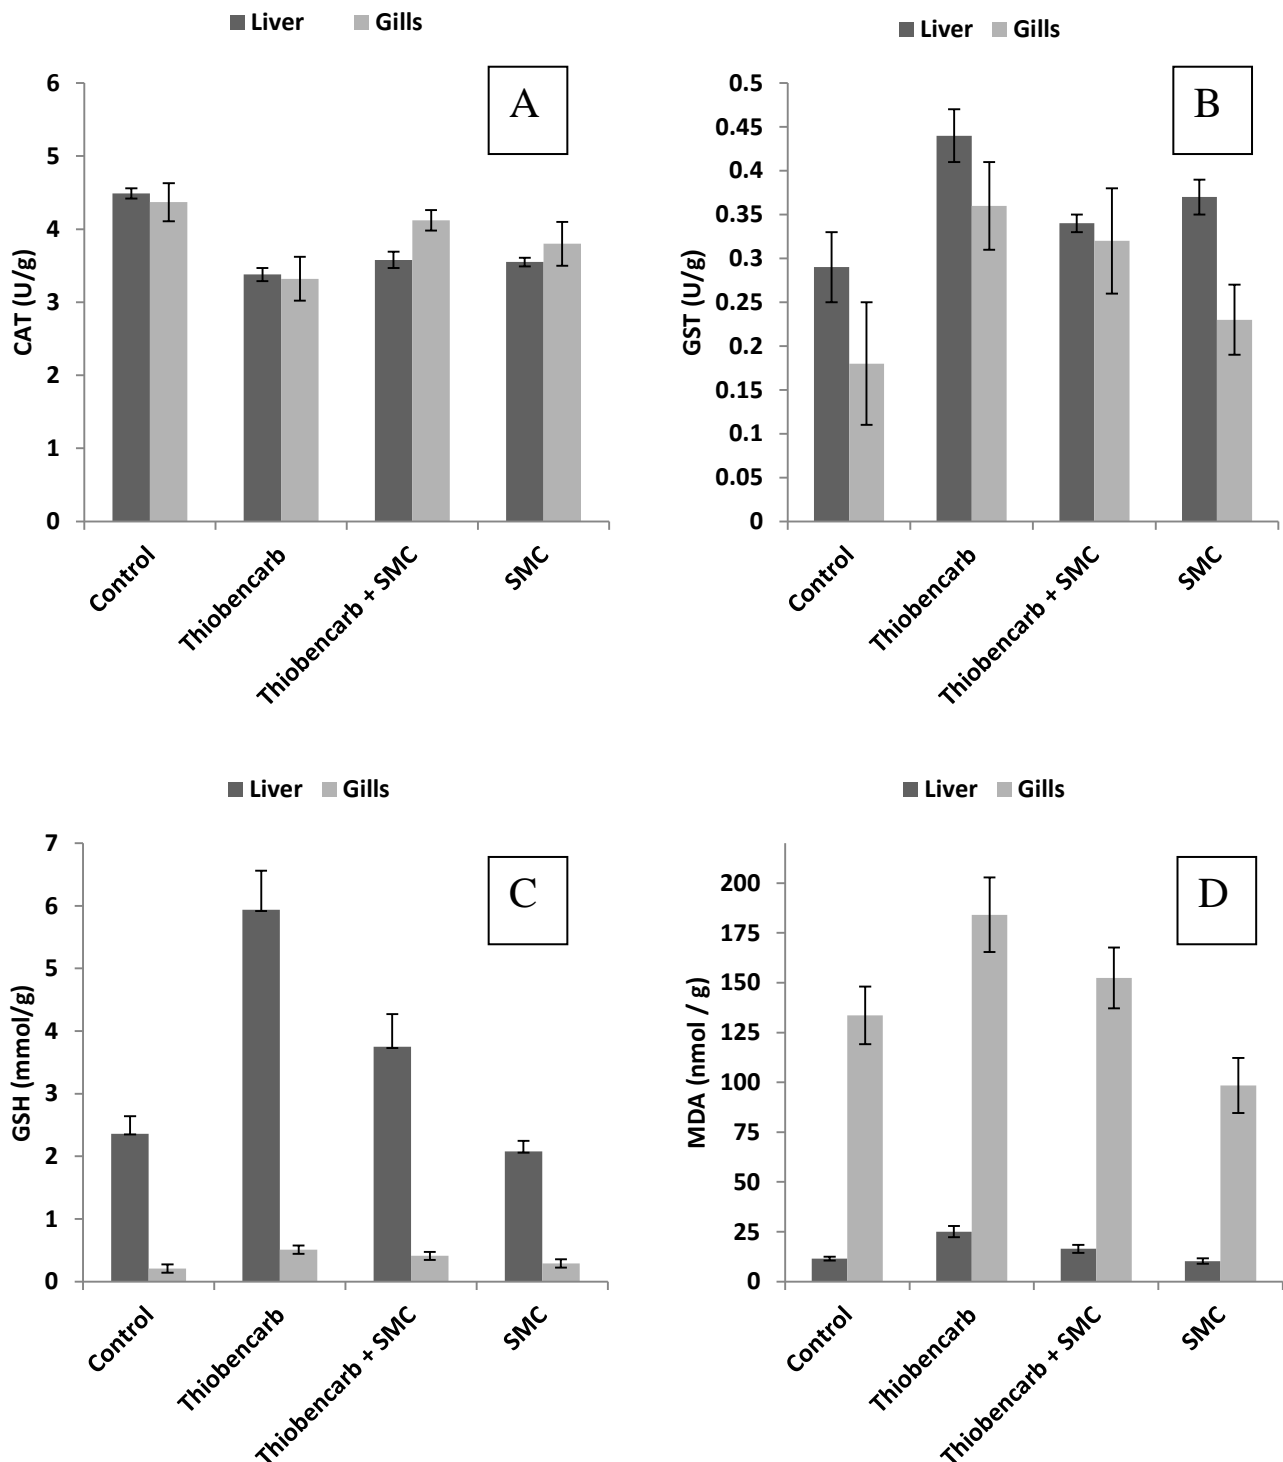 Liver Gills
A
CAT (U/g)
6
5
4
3
2
1
0
Control
Thiobencarb
Thiobencarb + SMC
SMC
Liver Gills
B
GST (U/g)
0.5
0.45
0.4
0.35
0.3
0.25
0.2
0.15
0.1
0.05
0
Control
Thiobencarb
Thiobencarb + SMC
SMC
Liver Gills
C
GSH (mmol/g)
7
6
5
4
3
2
1
0
Control
Thiobencarb
Thiobencarb + SMC
SMC
Liver Gills
D
MDA (nmol / g)
200
175
150
125
100
75
50
25
0
Control
Thiobencarb
Thiobencarb + SMC
SMC